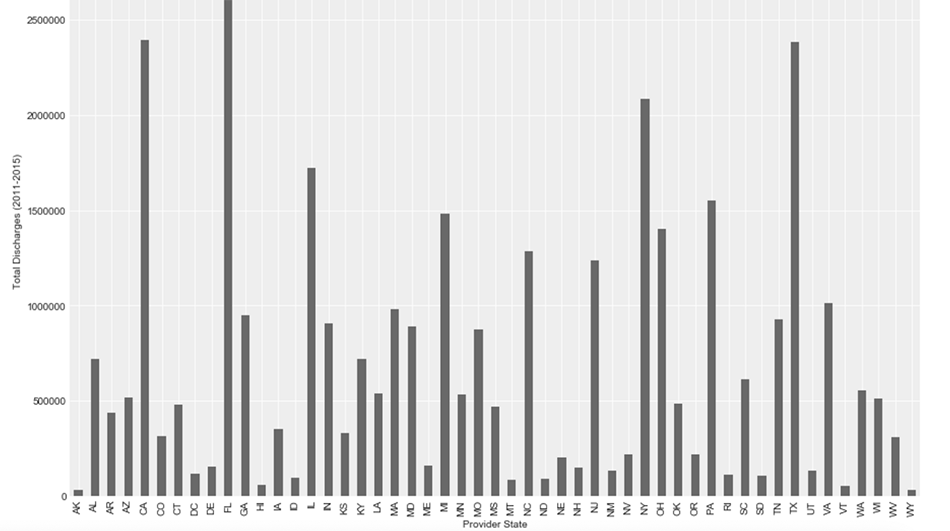 2500000
2000000
1500000
1000000
500000
0
Total Discharges (2011-2015)
AK AL AR AZ CA CO CT DC DE FL GA HI IA ID IL IN KS KY LA MA MD ME MI MN MO MS MT NC ND NE NH NJ NM NV NY OH OK OR PA RI SC SD TN TX UT VA VT WA WI WV WY
Provider State